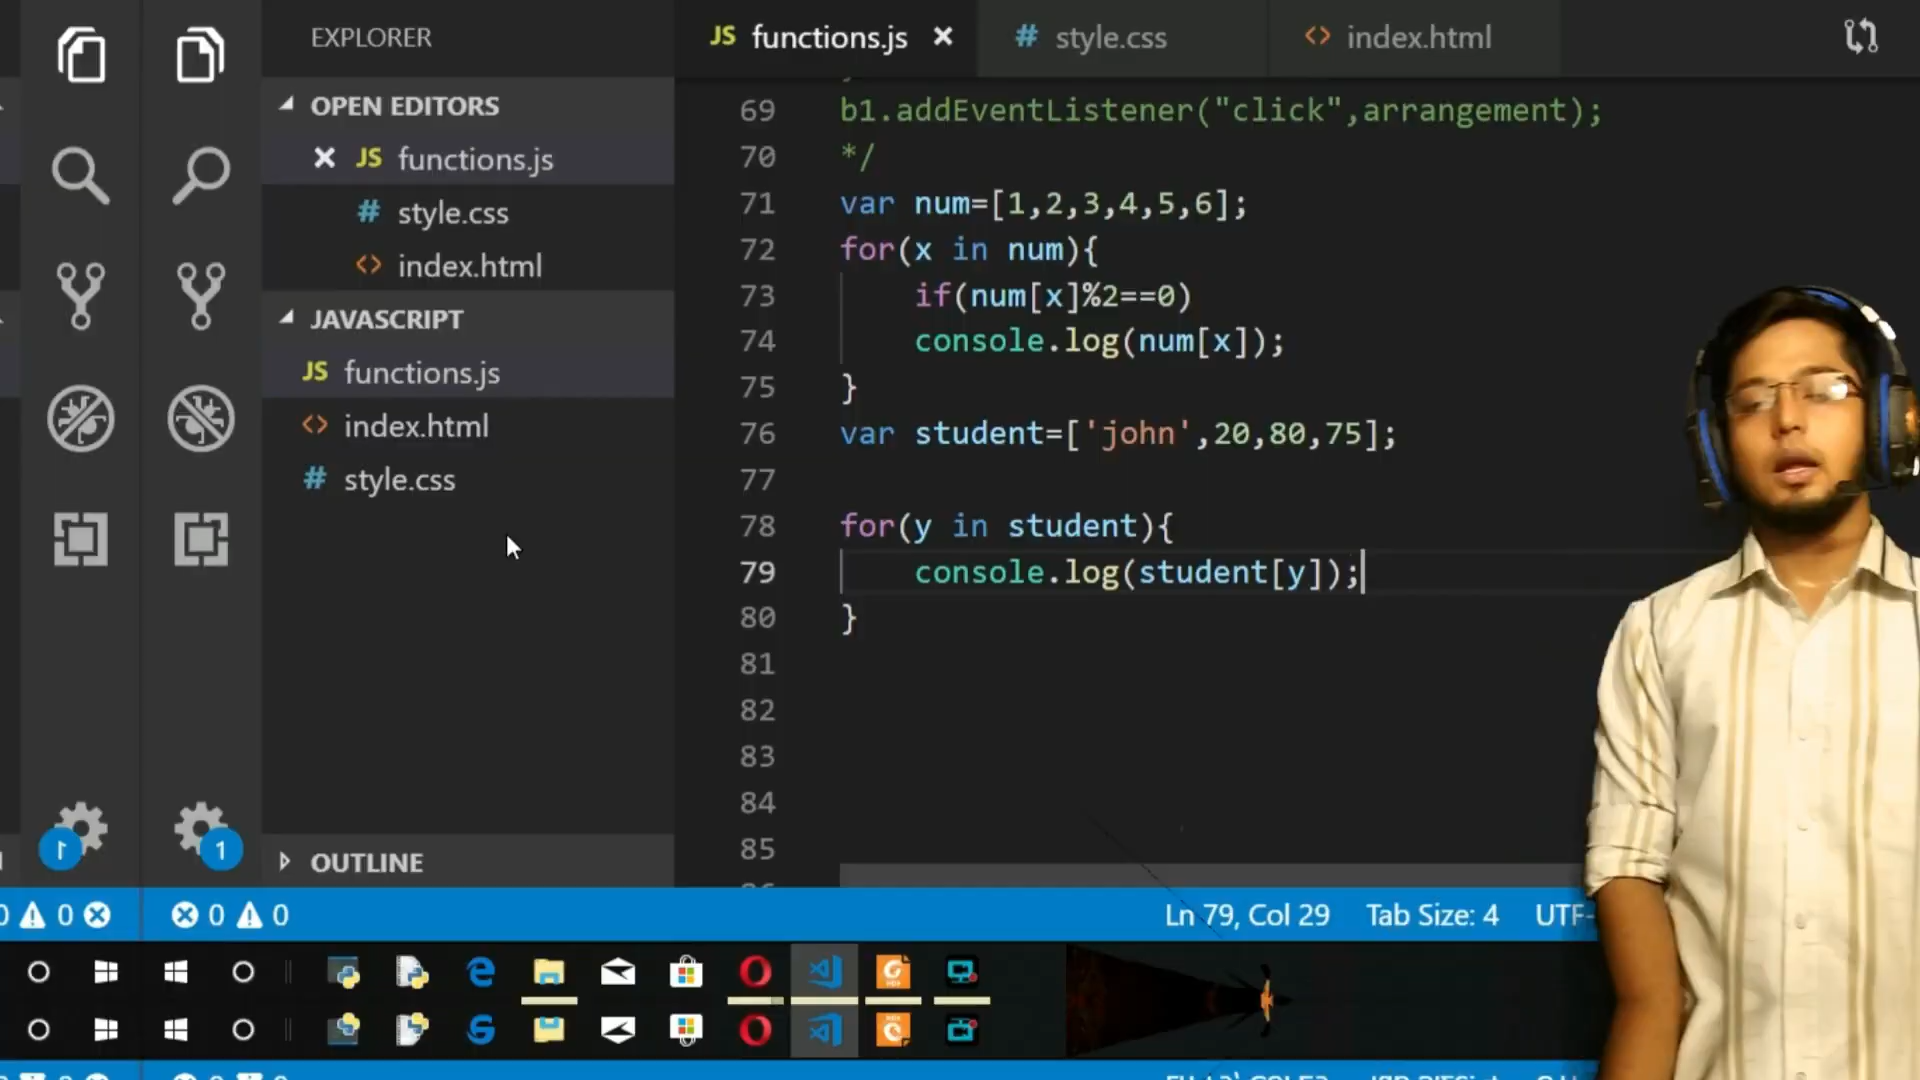 EXPLORER
OPEN EDITORS
JS functions.js
# style.css
<> index.html
JAVASCRIPT
JS functions.js
<> index.html
# style.css
OUTLINE
1
JS functions.js
# style.css
<> index.html
69 b1.addEventListener("click",arrangement);
70 */
71 var num=[1,2,3,4,5,6];
72 for(x in num){
73 if(num[x]%2==0)
74 console.log(num[x]);
75 }
76 var student=['john',20,80,75];
77
78 for(y in student){
79 console.log(student[y]);
80 }
81
82
83
84
85
0 0 0 Ln 79, Col 29 Tab Size: 4 UTF-